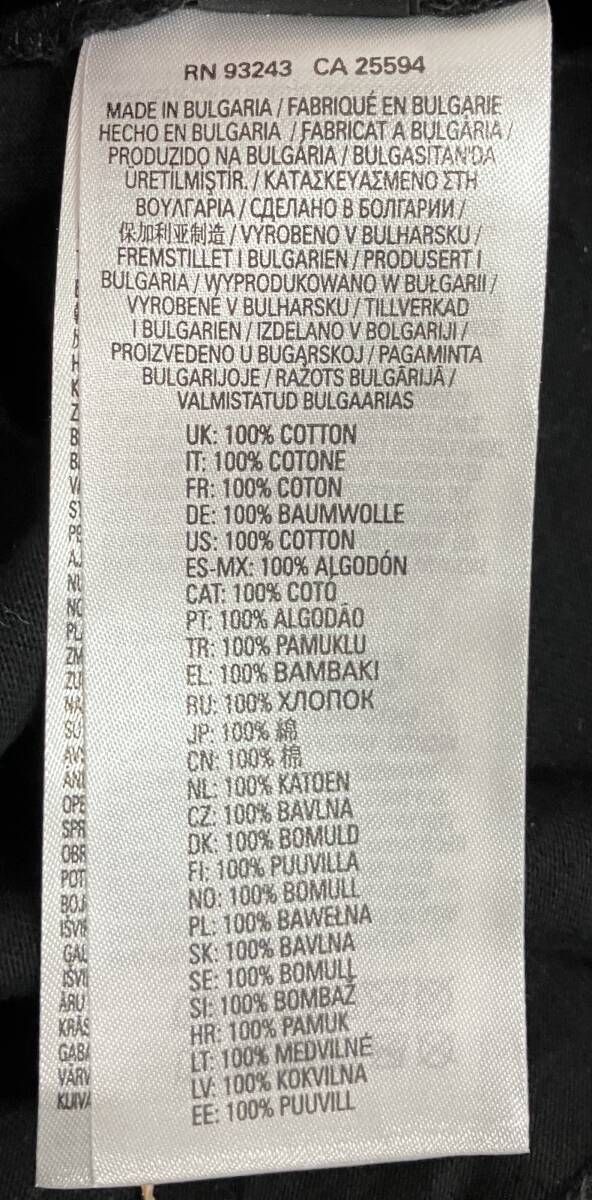 RN 93243 CA 25594
MADE IN BULGARIA / FABRIQUÉ EN BULGARIE
HECHO EN BULGARIA / FABRICAT A BULGÀRIA /
PRODUZIDO NA BULGÁRIA / BULGASITAN'DA
ÜRETILMIŞTIR. / ΚΑΤΑΣΚΕΥΑΣΜΕΝΟ ΣΤΗ
ΒΟΥΛΓΑΡΙΑ / СДЕЛАНО В БОЛГАРИИ /
保加利亚制造 / VYROBENO V BULHARSKU /
FREMSTILLET I BULGARIEN / PRODUSERT I
BULGARIA / WYPRODUKOWANO W BUŁGARII /
VYROBENÉ V BULHARSKU / TILLVERKAD
I BULGARIEN / IZDELANO V BOLGARIJI /
PROIZVEDENO U BUGARSKOJ / PAGAMINTA
BULGARIJOJE / RAŽOTS BULGĀRIJĀ /
VALMISTATUD BULGAARIAS
UK: 100% COTTON
IT: 100% COTONE
FR: 100% COTON
DE: 100% BAUMWOLLE
US: 100% COTTON
ES-MX: 100% ALGODÓN
CAT: 100% COTÓ
PT: 100% ALGODÃO
TR: 100% PAMUKLU
EL: 100% ΒΑΜΒΑΚΙ
RU: 100% ХЛОПОК
JP: 100% 綿
CN: 100% 棉
NL: 100% KATOEN
CZ: 100% BAVLNA
DK: 100% BOMULD
FI: 100% PUUVILLA
NO: 100% BOMULL
PL: 100% BAWEŁNA
SK: 100% BAVLNA
SE: 100% BOMULL
SI: 100% BOMBAŽ
HR: 100% PAMUK
LT: 100% MEDVILNĖ
LV: 100% KOKVILNA
EE: 100% PUUVILL